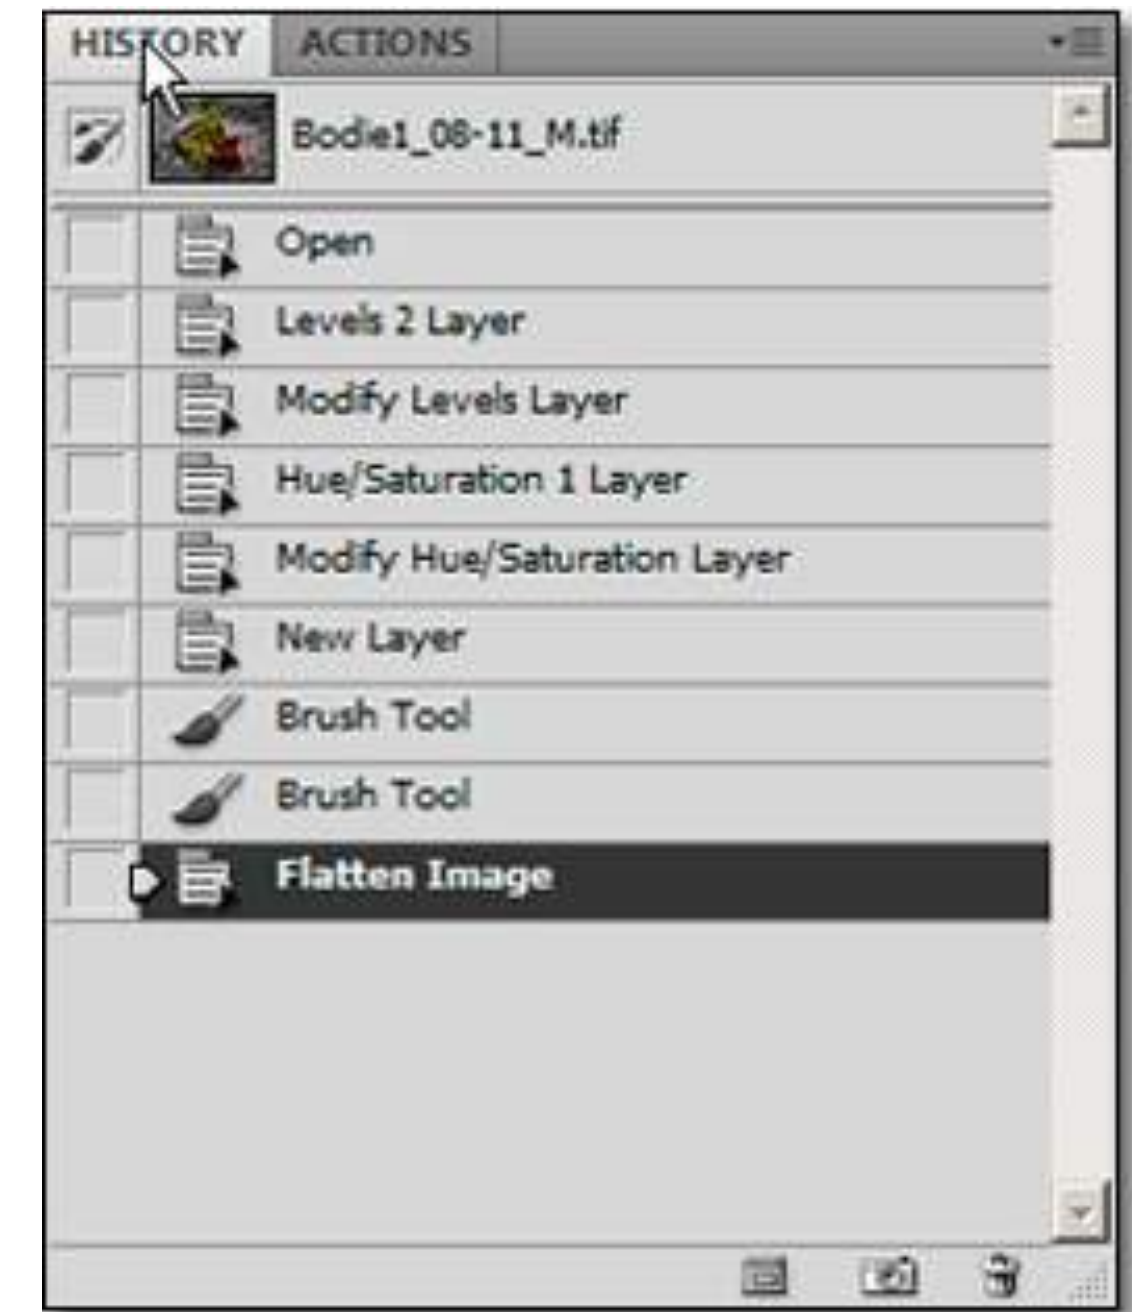 HISTORY ACTIONS
Bodie1_08-11_M.tif
Open
Levels 2 Layer
Modify Levels Layer
Hue/Saturation 1 Layer
Modify Hue/Saturation Layer
New Layer
Brush Tool
Brush Tool
Flatten Image